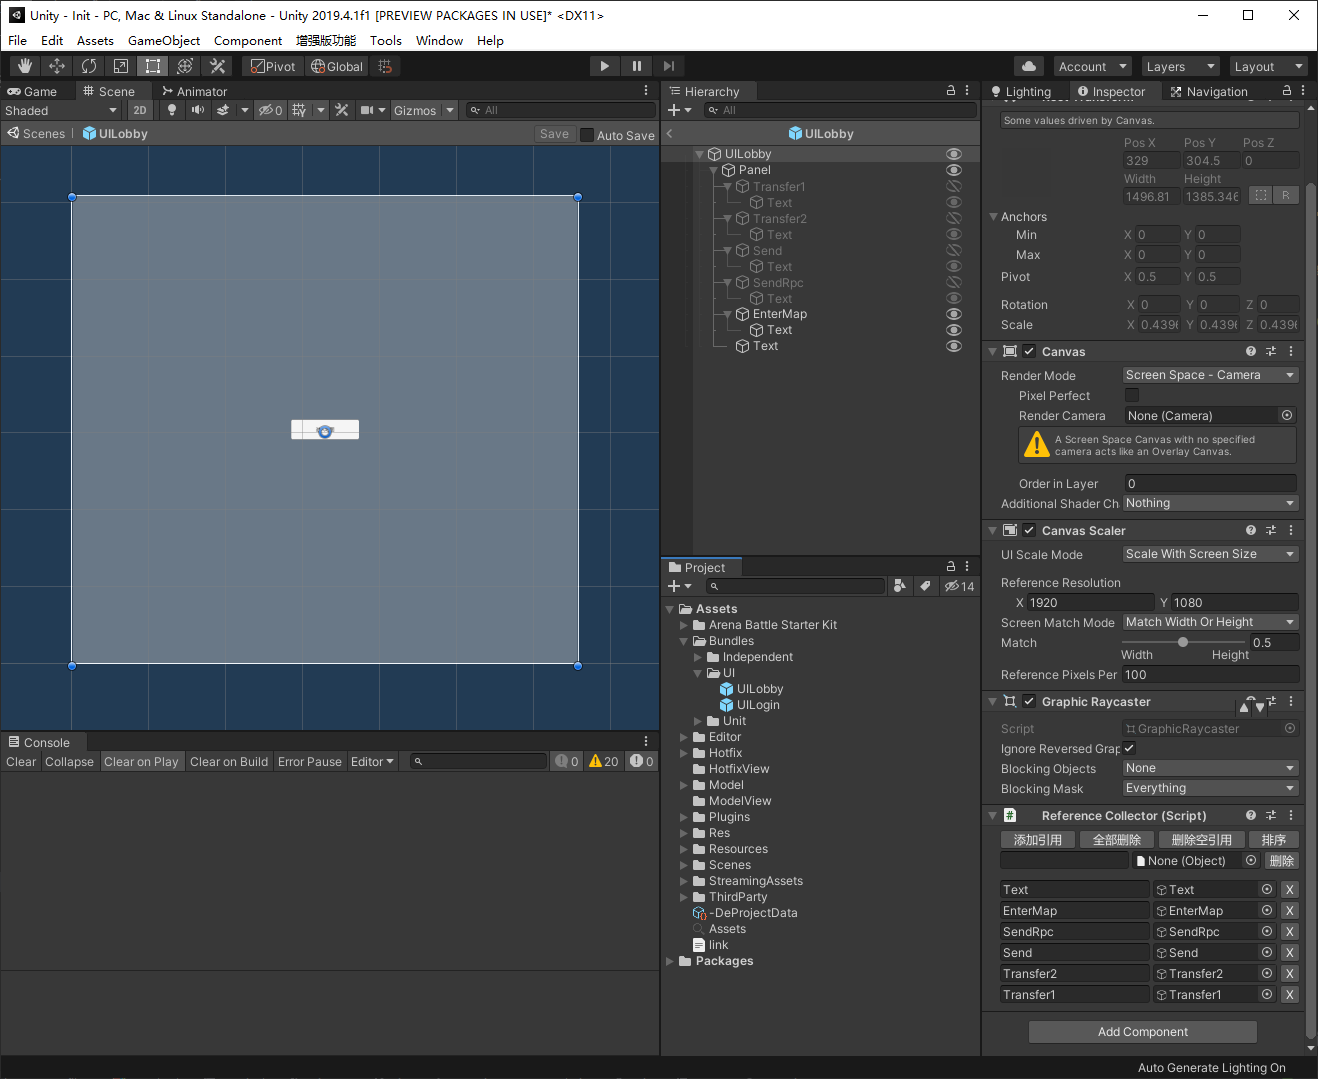 Unity - Init - PC, Mac & Linux Standalone - Unity 2019.4.1f1 [PREVIEW PACKAGES IN USE]* <DX11>
File Edit Assets GameObject Component 增强版功能 Tools Window Help
Pivot Global Account Layers Layout
Game Scene Animator
Shaded 2D 0 Gizmos All
Scenes UILobby Save Auto Save
Hierarchy
All
UILobby
UILobby
Panel
Transfer1
Text
Transfer2
Text
Send
Text
SendRpc
Text
EnterMap
Text
Text
Console
Clear Collapse Clear on Play Clear on Build Error Pause Editor 0 20 0
Project
14
Assets
Arena Battle Starter Kit
Bundles
Independent
UI
UILobby
UILogin
Unit
Editor
Hotfix
HotfixView
Model
ModelView
Plugins
Res
Resources
Scenes
StreamingAssets
ThirdParty
-DeProjectData
Assets
link
Packages
Lighting Inspector Navigation
Some values driven by Canvas.
Pos X Pos Y Pos Z
329 304.5 0
Width Height
1496.81 1385.346 R
Anchors
Min X 0 Y 0
Max X 0 Y 0
Pivot X 0.5 Y 0.5
Rotation X 0 Y 0 Z 0
Scale X 0.4396 Y 0.4396 Z 0.4396
Canvas
Render Mode Screen Space - Camera
Pixel Perfect
Render Camera None (Camera)
A Screen Space Canvas with no specified
camera acts like an Overlay Canvas.
Order in Layer 0
Additional Shader Ch Nothing
Canvas Scaler
UI Scale Mode Scale With Screen Size
Reference Resolution
X 1920 Y 1080
Screen Match Mode Match Width Or Height
Match 0.5
Width Height
Reference Pixels Per 100
Graphic Raycaster
Script GraphicRaycaster
Ignore Reversed Grap
Blocking Objects None
Blocking Mask Everything
Reference Collector (Script)
添加引用 全部删除 删除空引用 排序
None (Object) 删除
Text Text X
EnterMap EnterMap X
SendRpc SendRpc X
Send Send X
Transfer2 Transfer2 X
Transfer1 Transfer1 X
Add Component
Auto Generate Lighting On